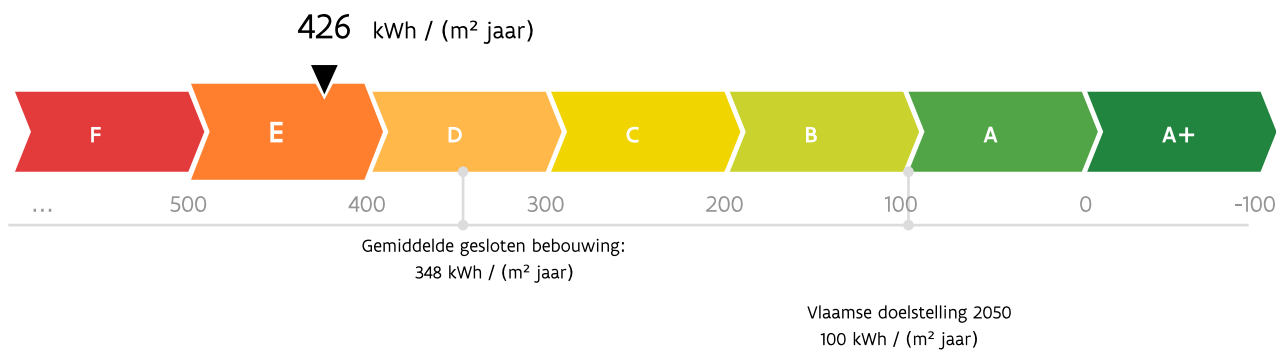 426 kWh / (m² jaar)
F E D C B A A+
... 500 400 300 200 100 0 -100
Gemiddelde gesloten bebouwing:
348 kWh / (m² jaar)
Vlaamse doelstelling 2050
100 kWh / (m² jaar)